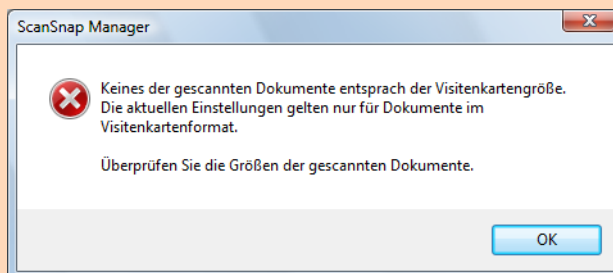 ScanSnap Manager
Keines der gescannten Dokumente entsprach der Visitenkartengröße.
Die aktuellen Einstellungen gelten nur für Dokumente im
Visitenkartenformat.
Überprüfen Sie die Größen der gescannten Dokumente.
OK